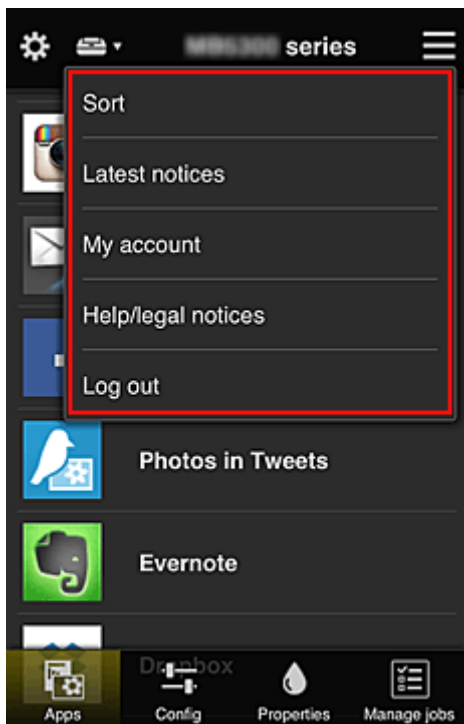 series
Sort
Latest notices
My account
Help/legal notices
Log out
Photos in Tweets
Evernote
Dropbox
Apps
Config
Properties
Manage jobs